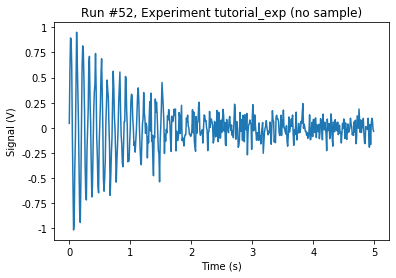 Run #52, Experiment tutorial_exp (no sample)
1
0.75
0.5
0.25
0
-0.25
-0.5
-0.75
-1
Signal (V)
0 1 2 3 4 5
Time (s)